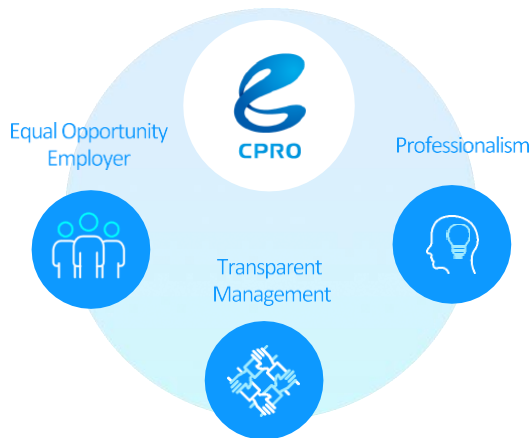 CPRO
Equal Opportunity
Employer
Professionalism
Transparent
Management